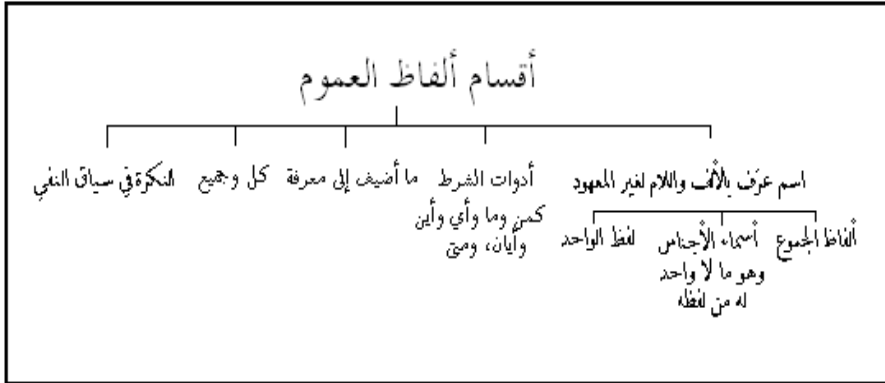 أقسام ألفاظ العموم
اسم عرف بالألف واللام لغير المعهود
ألفاظ الجموع
أسماء الأجناس
وهو ما لا واحد
له من لفظه
لفظ الواحد
أدوات الشرط
كمن وما وأي وأين
وأيان، ومتى
ما أضيف إلى معرفة
كل وجميع
النكرة في سياق النفي